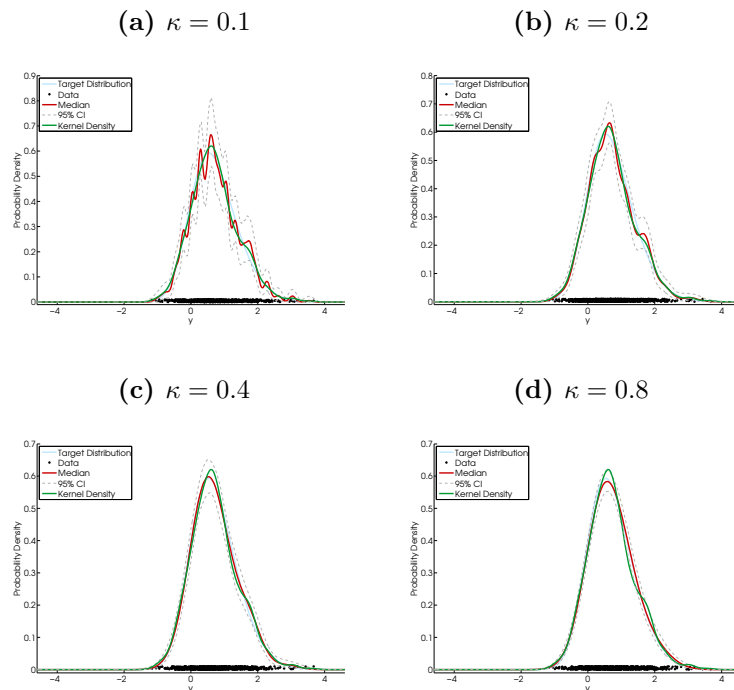 (a) κ = 0.1
0.9
0.8
0.7
0.6
0.5
0.4
0.3
0.2
0.1
0
Probability Density
Target Distribution
Data
Median
95% CI
Kernel Density
−4 −2 0 2 4
y
(b) κ = 0.2
0.8
0.7
0.6
0.5
0.4
0.3
0.2
0.1
0
Probability Density
Target Distribution
Data
Median
95% CI
Kernel Density
−4 −2 0 2 4
y
(c) κ = 0.4
0.7
0.6
0.5
0.4
0.3
0.2
0.1
0
Probability Density
Target Distribution
Data
Median
95% CI
Kernel Density
−4 −2 0 2 4
y
(d) κ = 0.8
0.7
0.6
0.5
0.4
0.3
0.2
0.1
0
Probability Density
Target Distribution
Data
Median
95% CI
Kernel Density
−4 −2 0 2 4
y